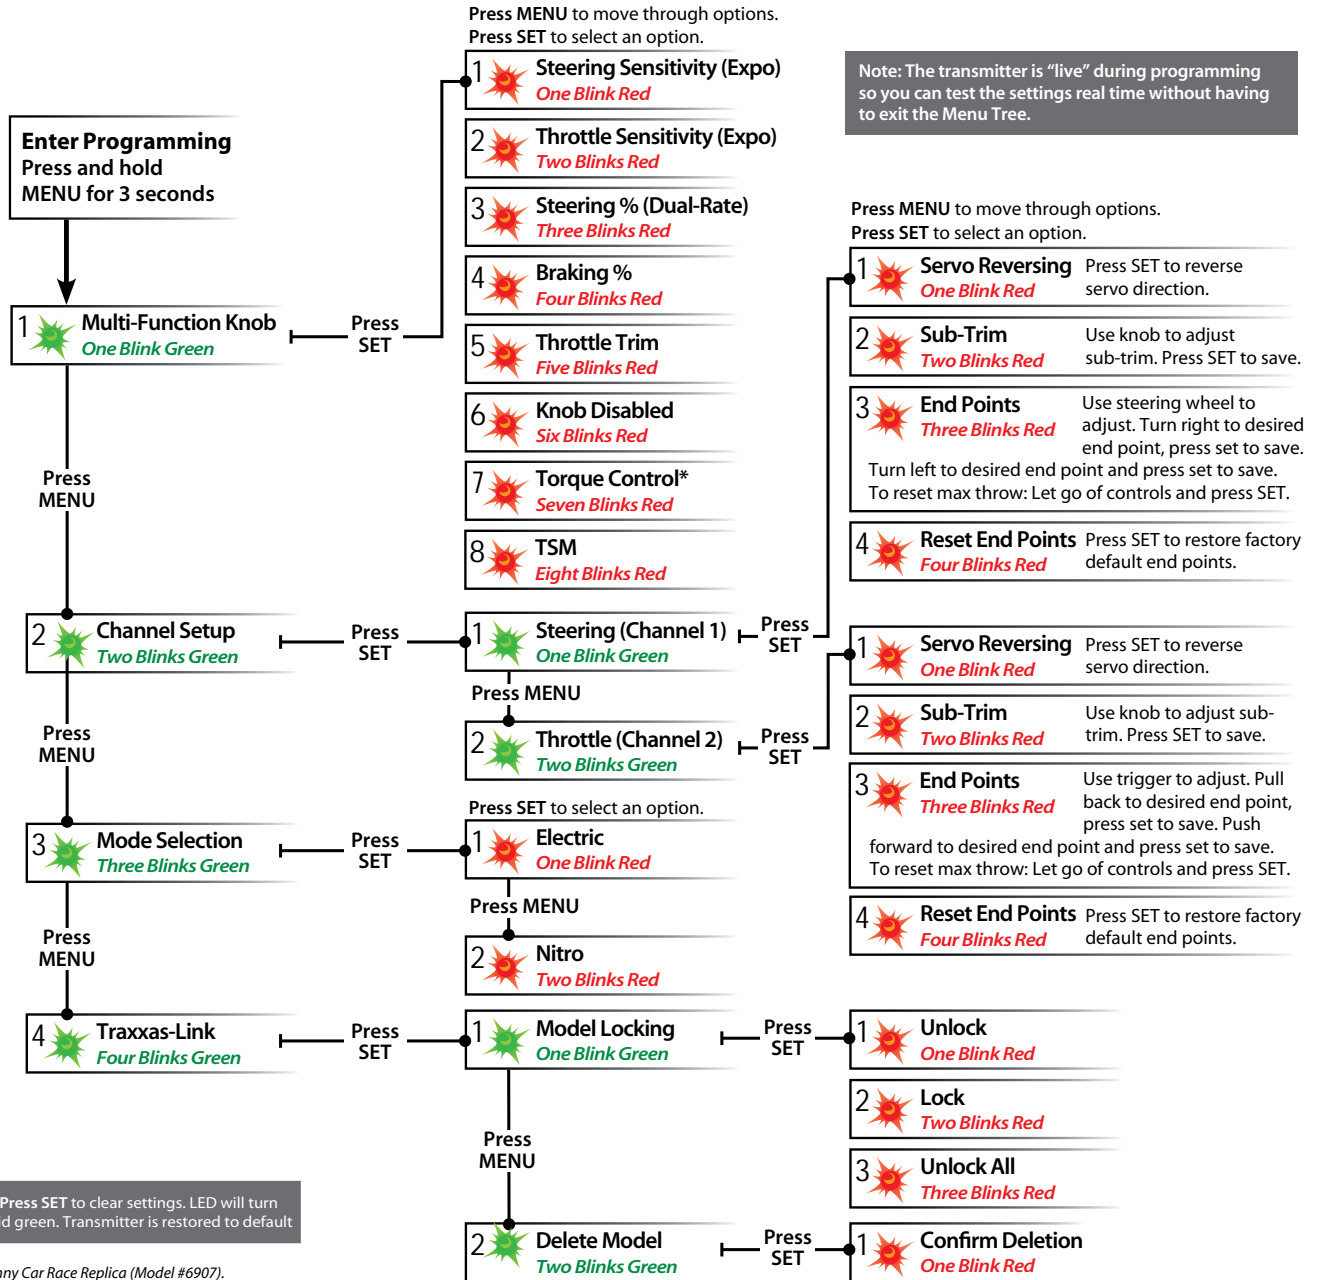 Press MENU to move through options.
Press SET to select an option.
1 Steering Sensitivity (Expo)
One Blink Red
2 Throttle Sensitivity (Expo)
Two Blinks Red
3 Steering % (Dual-Rate)
Three Blinks Red
4 Braking %
Four Blinks Red
5 Throttle Trim
Five Blinks Red
6 Knob Disabled
Six Blinks Red
7 Torque Control*
Seven Blinks Red
8 TSM
Eight Blinks Red
Note: The transmitter is “live” during programming
so you can test the settings real time without having
to exit the Menu Tree.
Enter Programming
Press and hold
MENU for 3 seconds
1 Multi-Function Knob
One Blink Green
Press
SET
Press
MENU
2 Channel Setup
Two Blinks Green
Press
SET
1 Steering (Channel 1)
One Blink Green
Press
SET
Press MENU
2 Throttle (Channel 2)
Two Blinks Green
Press
SET
Press MENU to move through options.
Press SET to select an option.
1 Servo Reversing Press SET to reverse
One Blink Red servo direction.
2 Sub-Trim Use knob to adjust
Two Blinks Red sub-trim. Press SET to save.
3 End Points Use steering wheel to
Three Blinks Red adjust. Turn right to desired
end point, press set to save.
Turn left to desired end point and press set to save.
To reset max throw: Let go of controls and press SET.
4 Reset End Points Press SET to restore factory
Four Blinks Red default end points.
1 Servo Reversing Press SET to reverse
One Blink Red servo direction.
2 Sub-Trim Use knob to adjust sub-
Two Blinks Red trim. Press SET to save.
3 End Points Use trigger to adjust. Pull
Three Blinks Red back to desired end point,
press set to save. Push
forward to desired end point and press set to save.
To reset max throw: Let go of controls and press SET.
4 Reset End Points Press SET to restore factory
Four Blinks Red default end points.
Press
MENU
3 Mode Selection
Three Blinks Green
Press
SET
Press SET to select an option.
1 Electric
One Blink Red
Press MENU
2 Nitro
Two Blinks Red
Press
MENU
4 Traxxas-Link
Four Blinks Green
Press
SET
1 Model Locking
One Blink Green
Press
SET
1 Unlock
One Blink Red
2 Lock
Two Blinks Red
3 Unlock All
Three Blinks Red
Press
MENU
2 Delete Model
Two Blinks Green
Press
SET
1 Confirm Deletion
One Blink Red
Press SET to clear settings. LED will turn
id green. Transmitter is restored to default
nny Car Race Replica (Model #6907).